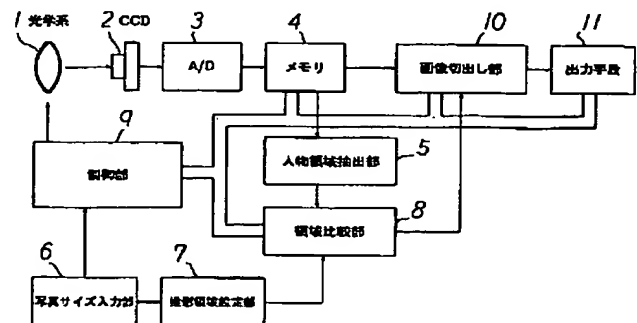 1 光学系
2 CCD
3
A/D
4
メモリ
10
画像切出し部
11
出力手段
9
制御部
人物領域抽出部
5
領域比較部
8
6
写真サイズ入力部
7
撮影領域設定部